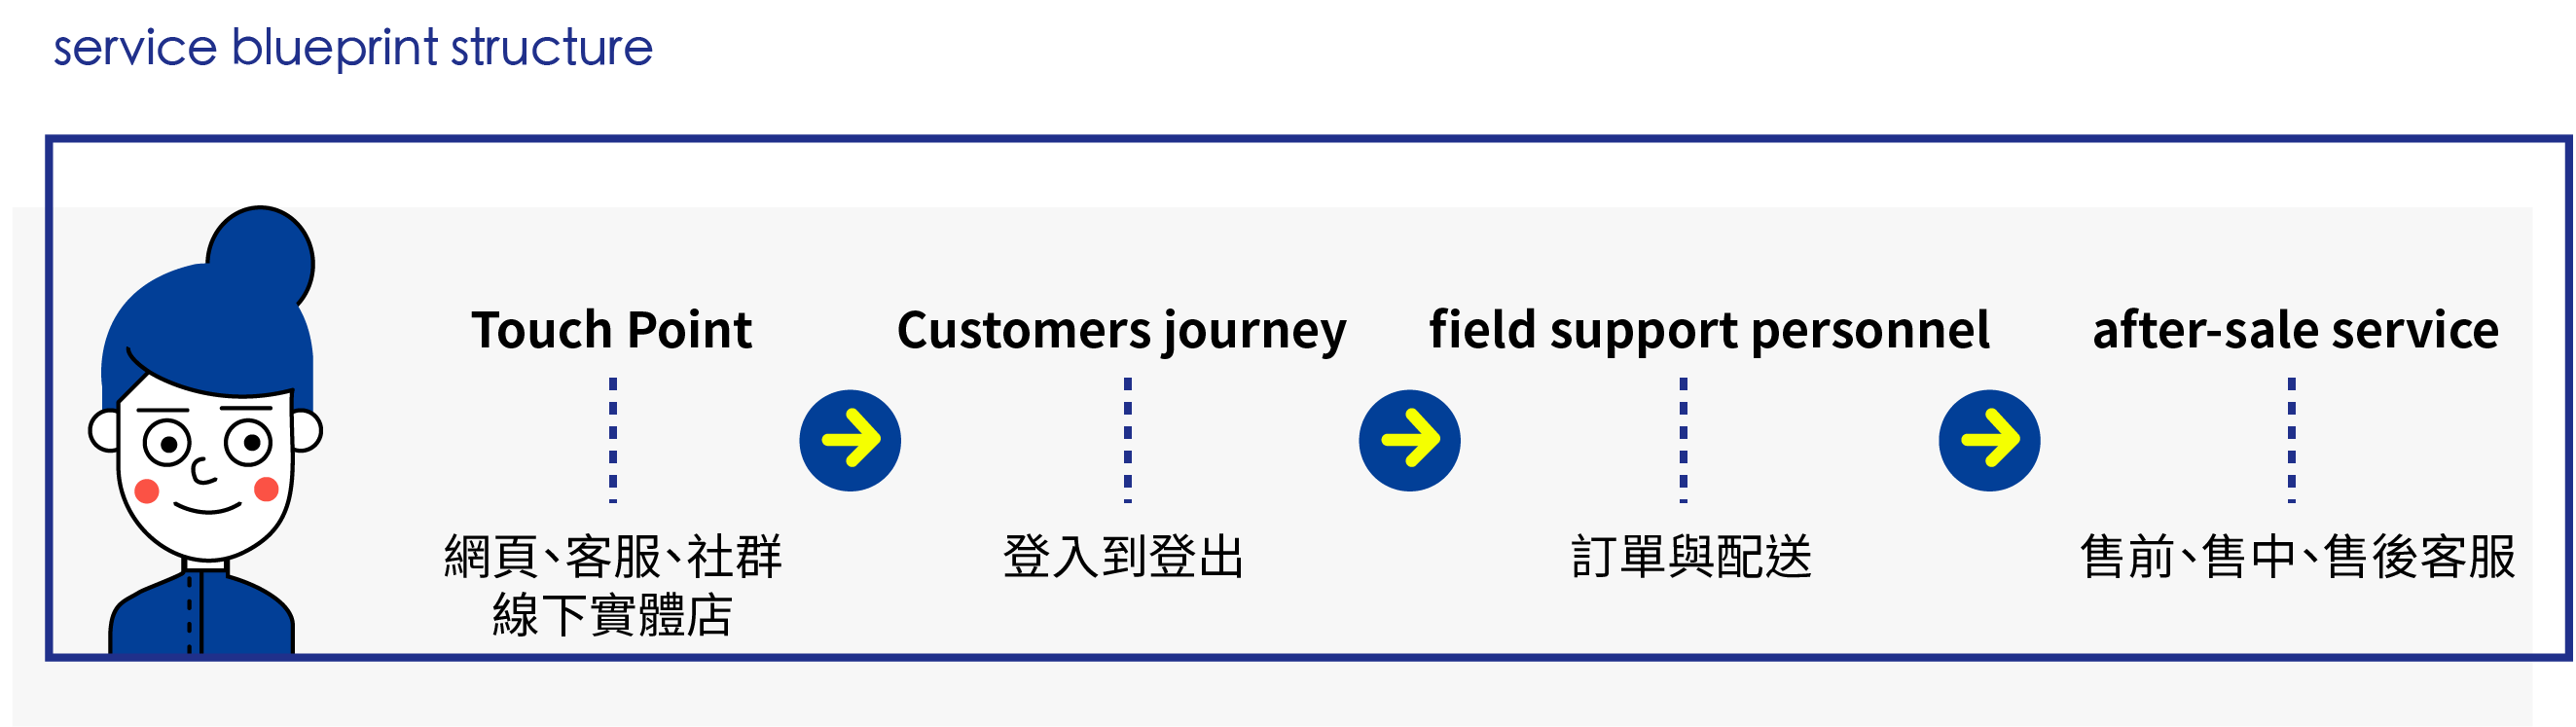 service blueprint structure
Touch Point
Customers journey
field support personnel
after-sale service
網頁、客服、社群
線下實體店
登入到登出
訂單與配送
售前、售中、售後客服